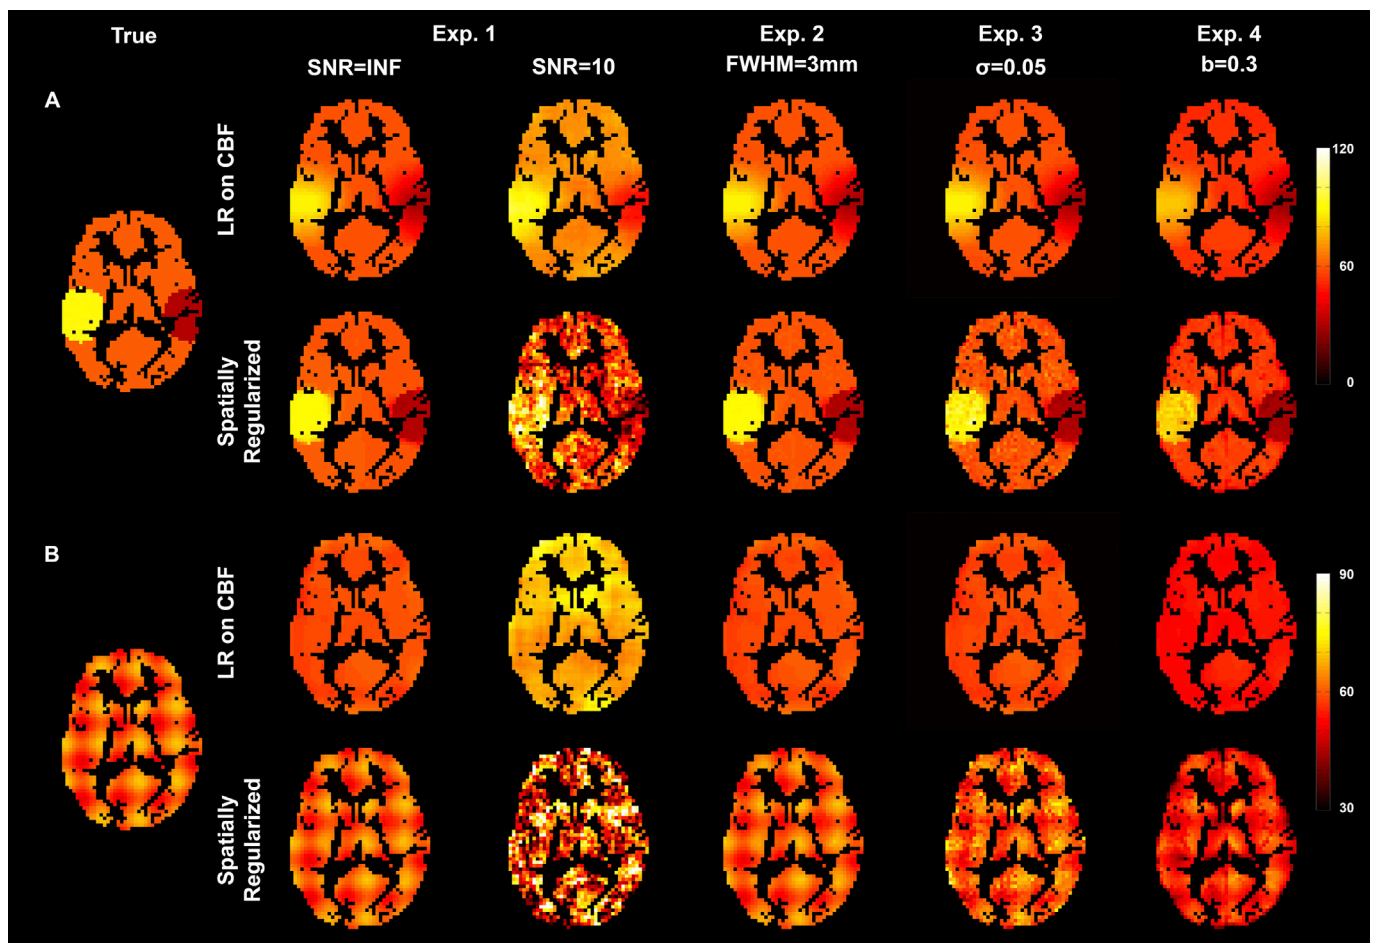 True
Exp. 1
Exp. 2
Exp. 3
Exp. 4
SNR=INF
SNR=10
FWHM=3mm
σ=0.05
b=0.3
A
LR on CBF
Spatially
Regularized
120
60
0
B
LR on CBF
Spatially
Regularized
90
60
30